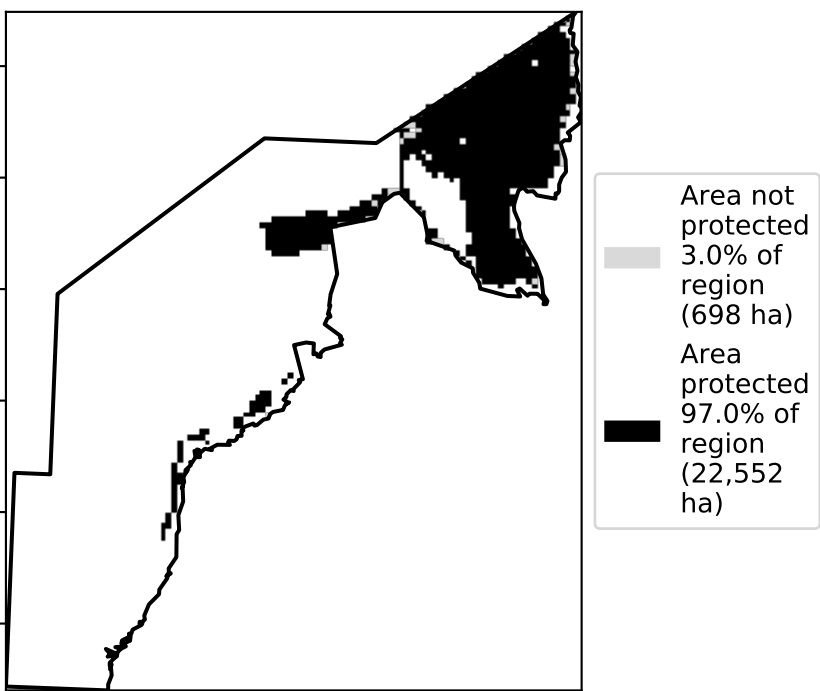 Area not
protected
3.0% of
region
(698 ha)
Area
protected
97.0% of
region
(22,552
ha)